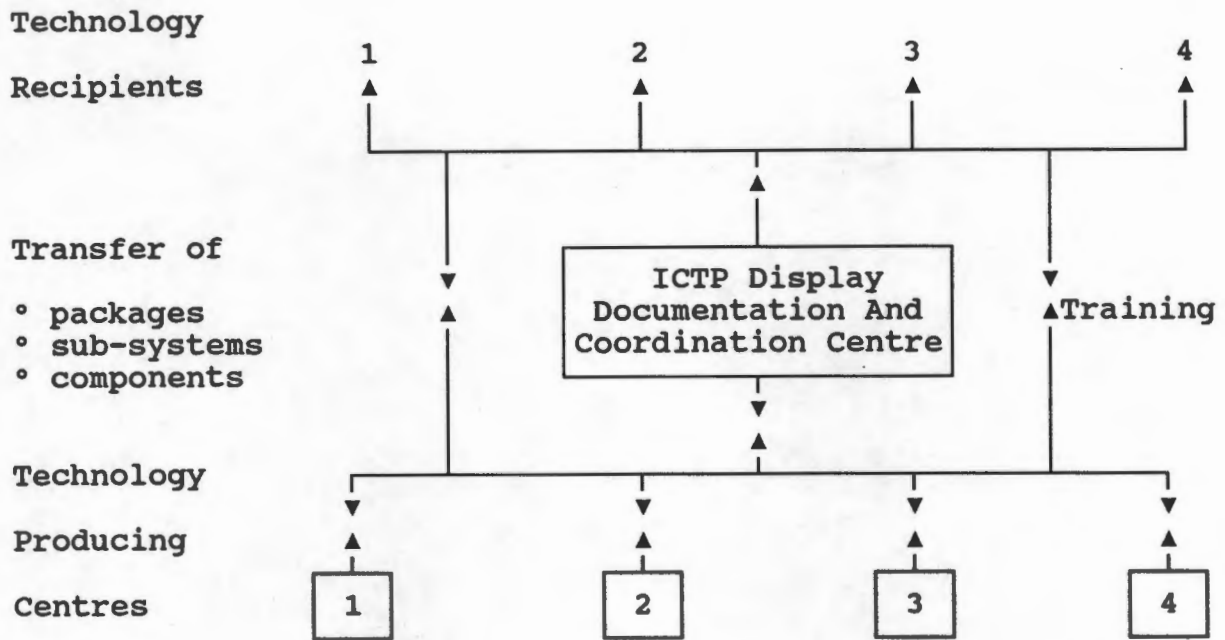 Technology
1 2 3 4
Recipients
Transfer of
° packages
° sub-systems
° components
ICTP Display
Documentation And
Coordination Centre
Training
Technology
Producing
Centres
1 2 3 4